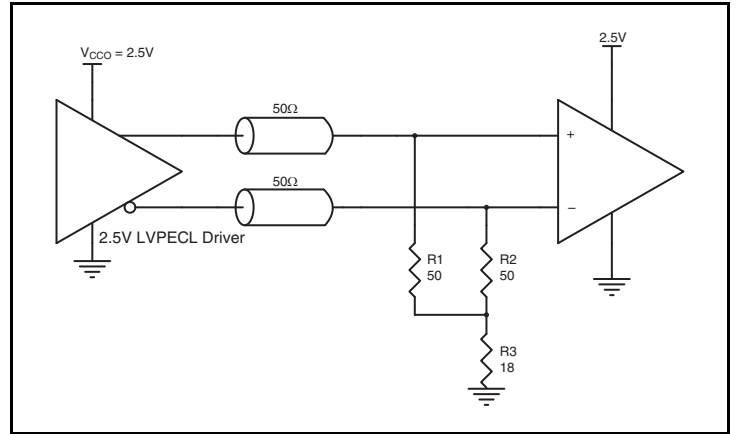 V_CCO = 2.5V
2.5V
50Ω
+
50Ω
–
2.5V LVPECL Driver
R1
50
R2
50
R3
18